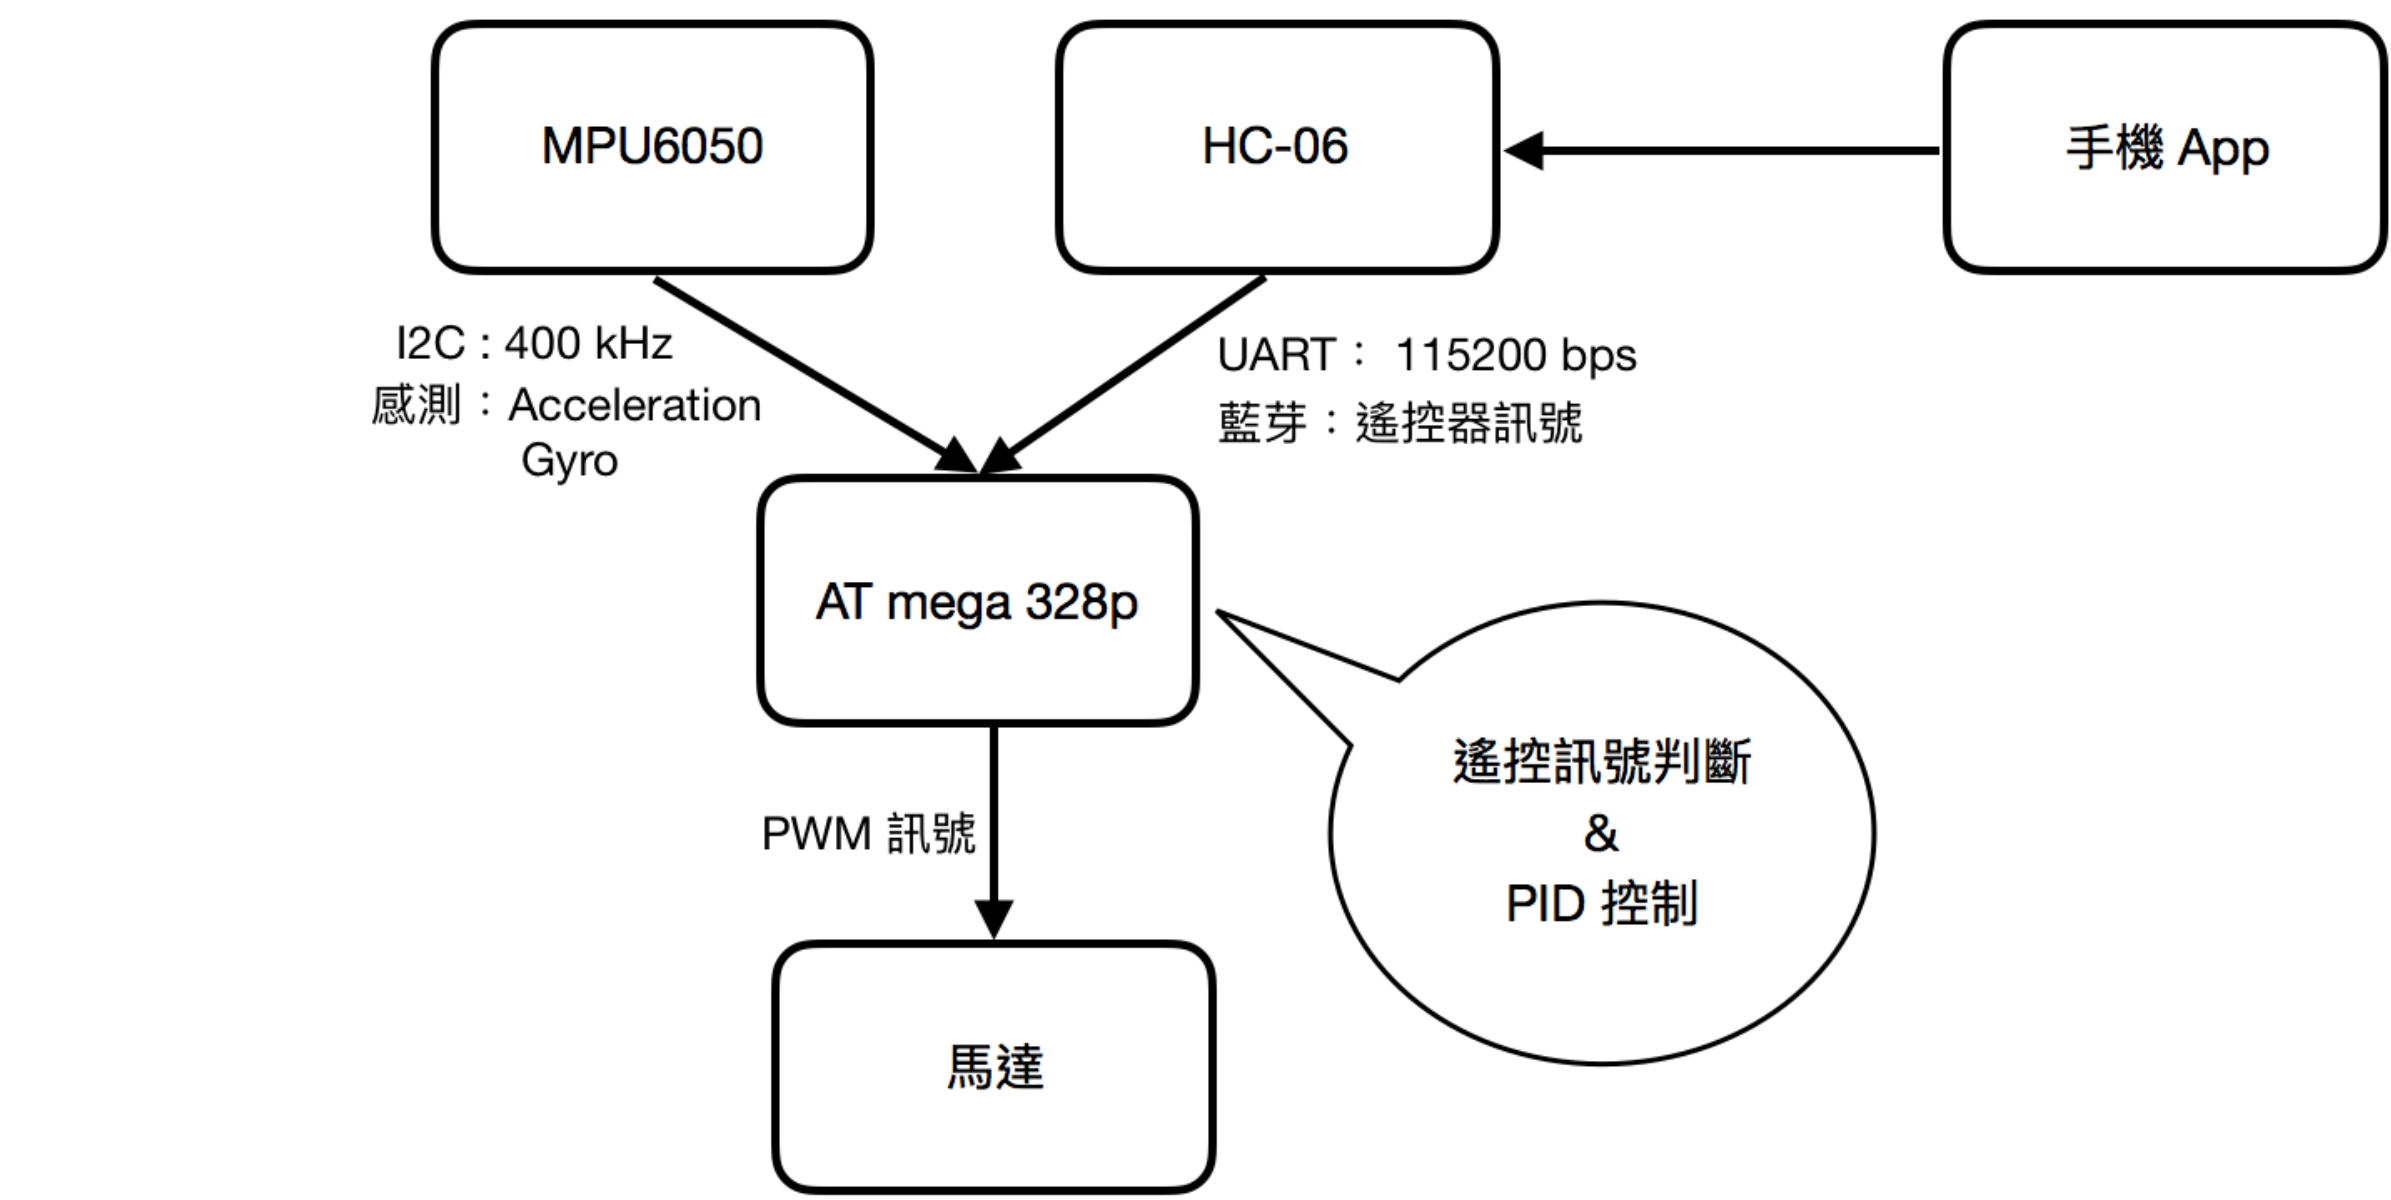 MPU6050
HC-06
手機 App
I2C : 400 kHz
感測：Acceleration
Gyro
UART： 115200 bps
藍芽：遙控器訊號
AT mega 328p
遙控訊號判斷
&
PID 控制
PWM 訊號
馬達